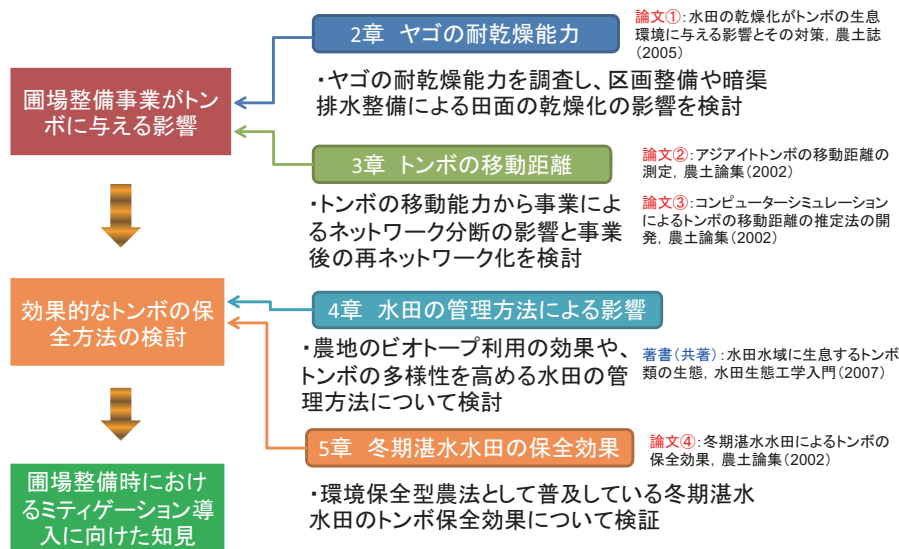 2章 ヤゴの耐乾燥能力
論文①:水田の乾燥化がトンボの生息
環境に与える影響とその対策, 農土誌
(2005)
・ヤゴの耐乾燥能力を調査し、区画整備や暗渠
排水整備による田面の乾燥化の影響を検討
圃場整備事業がトン
ボに与える影響
3章 トンボの移動距離
論文②:アジアイトトンボの移動距離の
測定, 農土論集(2002)
・トンボの移動能力から事業によ
るネットワーク分断の影響と事業
後の再ネットワーク化を検討
論文③:コンピューターシミュレーション
によるトンボの移動距離の推定法の開
発, 農土論集(2002)
効果的なトンボの保
全方法の検討
4章 水田の管理方法による影響
・農地のビオトープ利用の効果や、
トンボの多様性を高める水田の管
理方法について検討
著書(共著):水田水域に生息するトンボ
類の生態, 水田生態工学入門(2007)
5章 冬期湛水水田の保全効果
論文④:冬期湛水水田によるトンボの
保全効果, 農土論集(2002)
・環境保全型農法として普及している冬期湛水
水田のトンボ保全効果について検証
圃場整備時におけ
るミティゲーション導
入に向けた知見